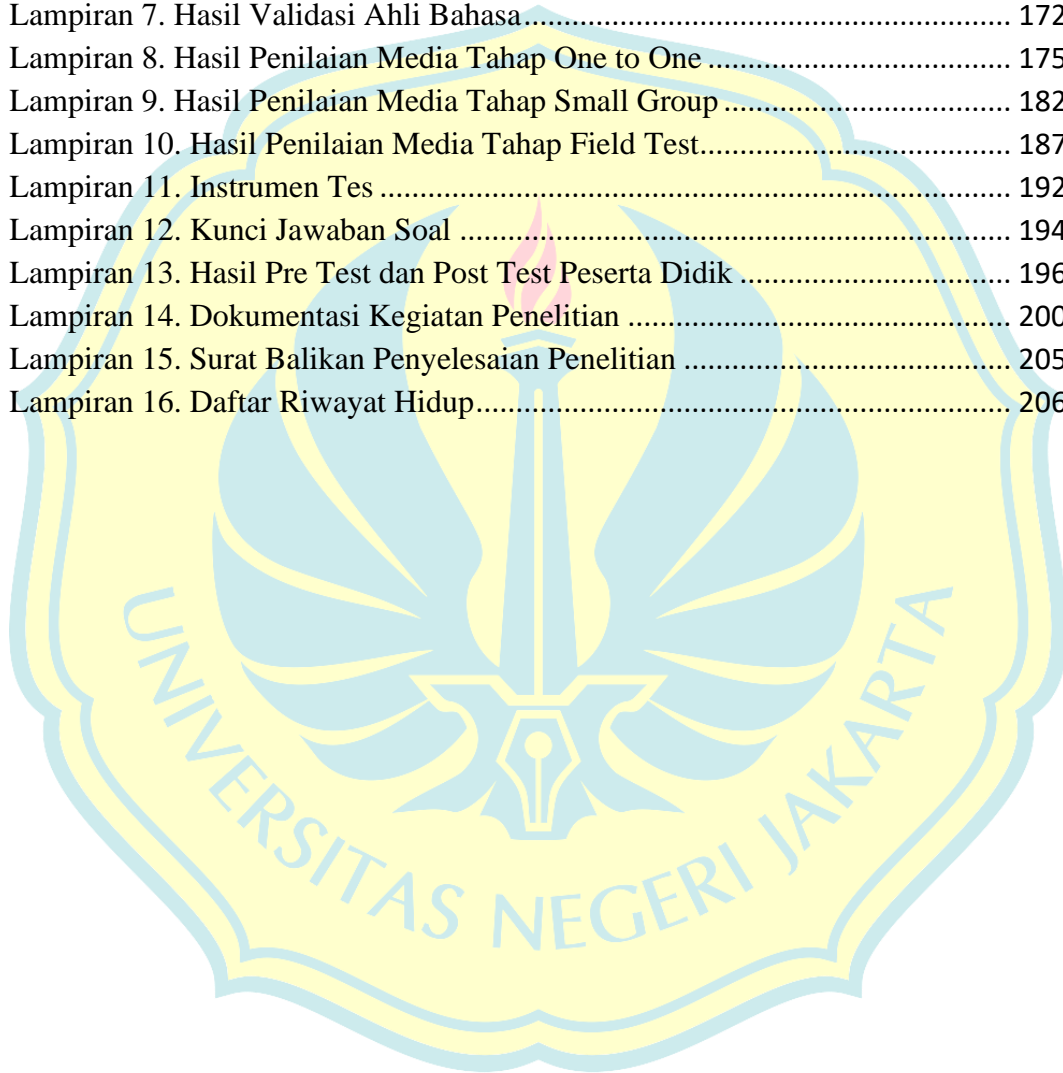 Lampiran 7. Hasil Validasi Ahli Bahasa.................................................................. 172
Lampiran 8. Hasil Penilaian Media Tahap One to One ......................................... 175
Lampiran 9. Hasil Penilaian Media Tahap Small Group ....................................... 182
Lampiran 10. Hasil Penilaian Media Tahap Field Test.......................................... 187
Lampiran 11. Instrumen Tes .................................................................................. 192
Lampiran 12. Kunci Jawaban Soal ........................................................................ 194
Lampiran 13. Hasil Pre Test dan Post Test Peserta Didik ..................................... 196
Lampiran 14. Dokumentasi Kegiatan Penelitian ................................................... 200
Lampiran 15. Surat Balikan Penyelesaian Penelitian ............................................ 205
Lampiran 16. Daftar Riwayat Hidup...................................................................... 206
UNIVERSITAS NEGERI JAKARTA